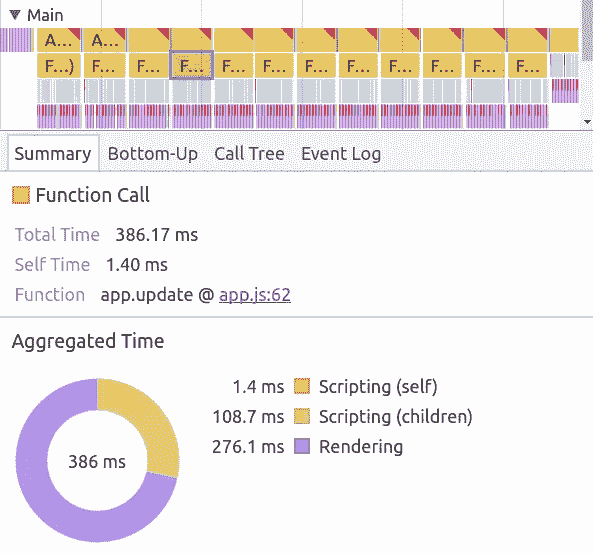 ▼ Main
A... A...
F...) F... F... F... F... F... F... F... F... F... F... F...
Summary Bottom-Up Call Tree Event Log
Function Call
Total Time 386.17 ms
Self Time 1.40 ms
Function app.update @ app.js:62
Aggregated Time
1.4 ms Scripting (self)
108.7 ms Scripting (children)
386 ms
276.1 ms Rendering